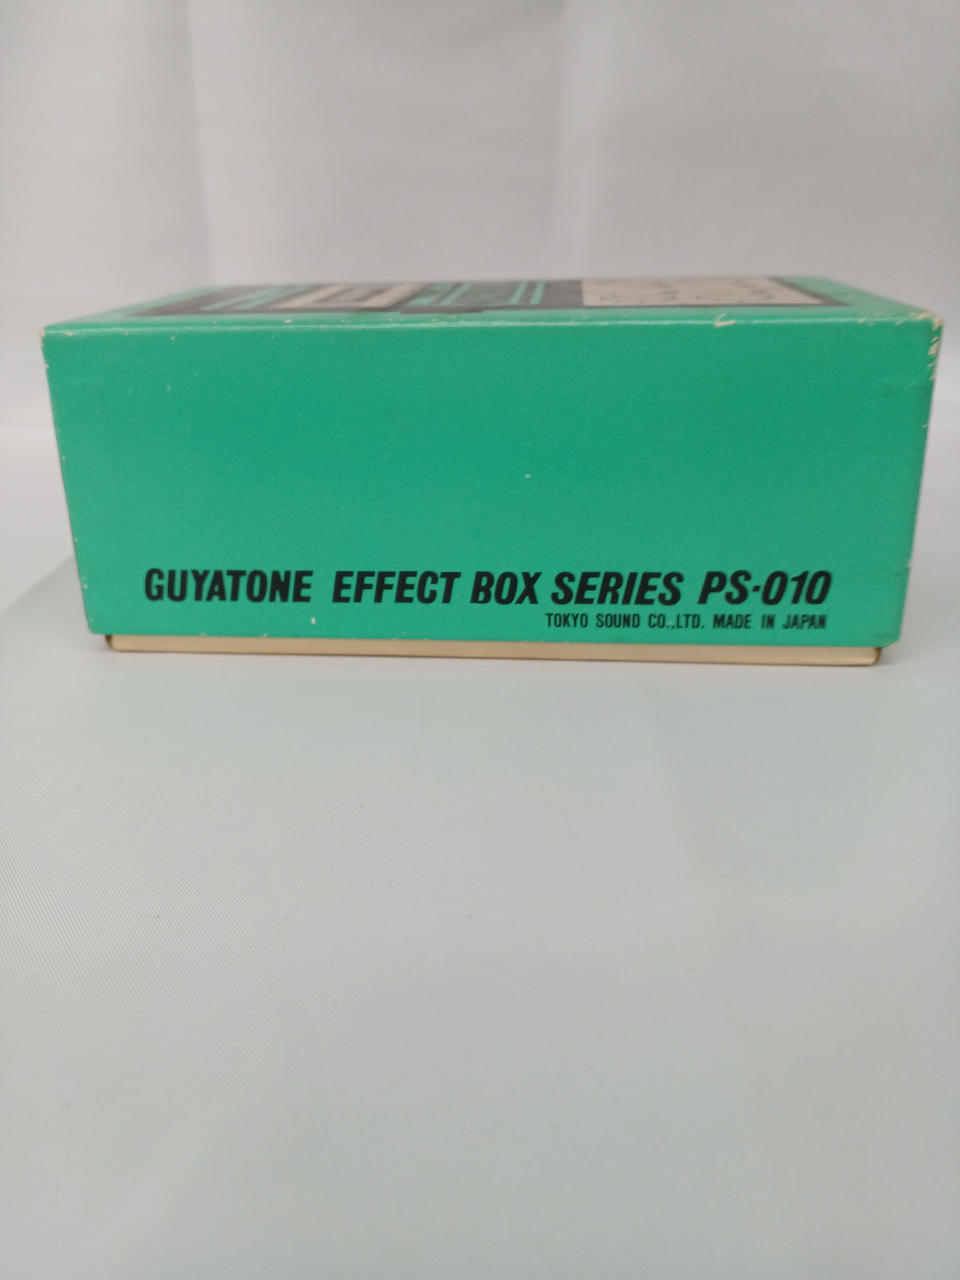 GUYATONE EFFECT BOX SERIES PS-010
TOKYO SOUND CO.,LTD. MADE IN JAPAN